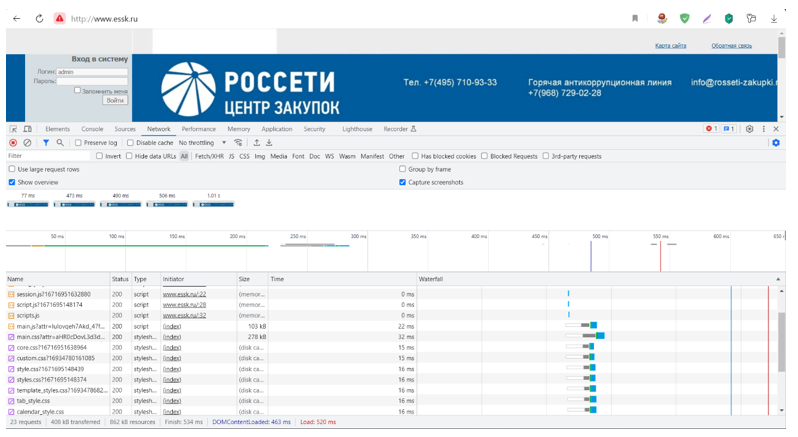 http://www.essk.ru
Карта сайта Обратная связь
Вход в систему
Логин: admin
Пароль:
Запомнить меня
Войти
РОССЕТИ
ЦЕНТР ЗАКУПОК
Тел. +7(495) 710-93-33
Горячая антикоррупционная линия
+7(968) 729-02-28
info@rosseti-zakupki.r
Elements Console Sources Network Performance Memory Application Security Lighthouse Recorder 1 1
Preserve log Disable cache No throttling
Filter Invert Hide data URLs All Fetch/XHR JS CSS Img Media Font Doc WS Wasm Manifest Other Has blocked cookies Blocked Requests 3rd-party requests
Use large request rows Group by frame
Show overview Capture screenshots
77 ms 473 ms 490 ms 506 ms 1.01 s
50 ms 100 ms 150 ms 200 ms 250 ms 300 ms 350 ms 400 ms 450 ms 500 ms 550 ms 600 ms 650
Name Status Type Initiator Size Time Waterfall
session.js?16716951632880 200 script www.essk.ru/:22 (memor... 0 ms
script.js?1671695148174 200 script www.essk.ru/:28 (memor... 0 ms
scripts.js 200 script www.essk.ru/:32 (memor... 0 ms
200 script (index) 103 kB 22 ms
200 stylesh... (index) 278 kB 32 ms
core.css?16716951638964 200 stylesh... (index) (disk ca... 15 ms
custom.css?169347801610​85 200 stylesh... (index) (disk ca... 15 ms
style.css?1671695148439 200 stylesh... (index) (disk ca... 16 ms
styles.css?1671695148374 200 stylesh... (index) (disk ca... 16 ms
template_styles.css?1693478682... 200 stylesh... (index) (disk ca... 16 ms
tab_style.css 200 stylesh... (index) (disk ca... 16 ms
calendar_style.css 200 stylesh... (index) (disk ca... 16 ms
23 requests 408 kB transferred 862 kB resources Finish: 534 ms DOMContentLoaded: 463 ms Load: 520 ms